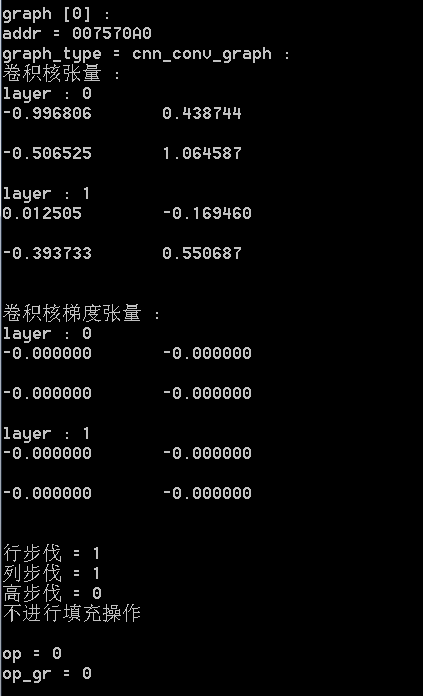 graph [0] :
addr = 007570A0
graph_type = cnn_conv_graph :
卷积核张量 :
layer : 0
-0.996806 0.438744
-0.506525 1.064587
layer : 1
0.012505 -0.169460
-0.393733 0.550687
卷积核梯度张量 :
layer : 0
-0.000000 -0.000000
-0.000000 -0.000000
layer : 1
-0.000000 -0.000000
-0.000000 -0.000000
行步伐 = 1
列步伐 = 1
高步伐 = 0
不进行填充操作
op = 0
op_gr = 0